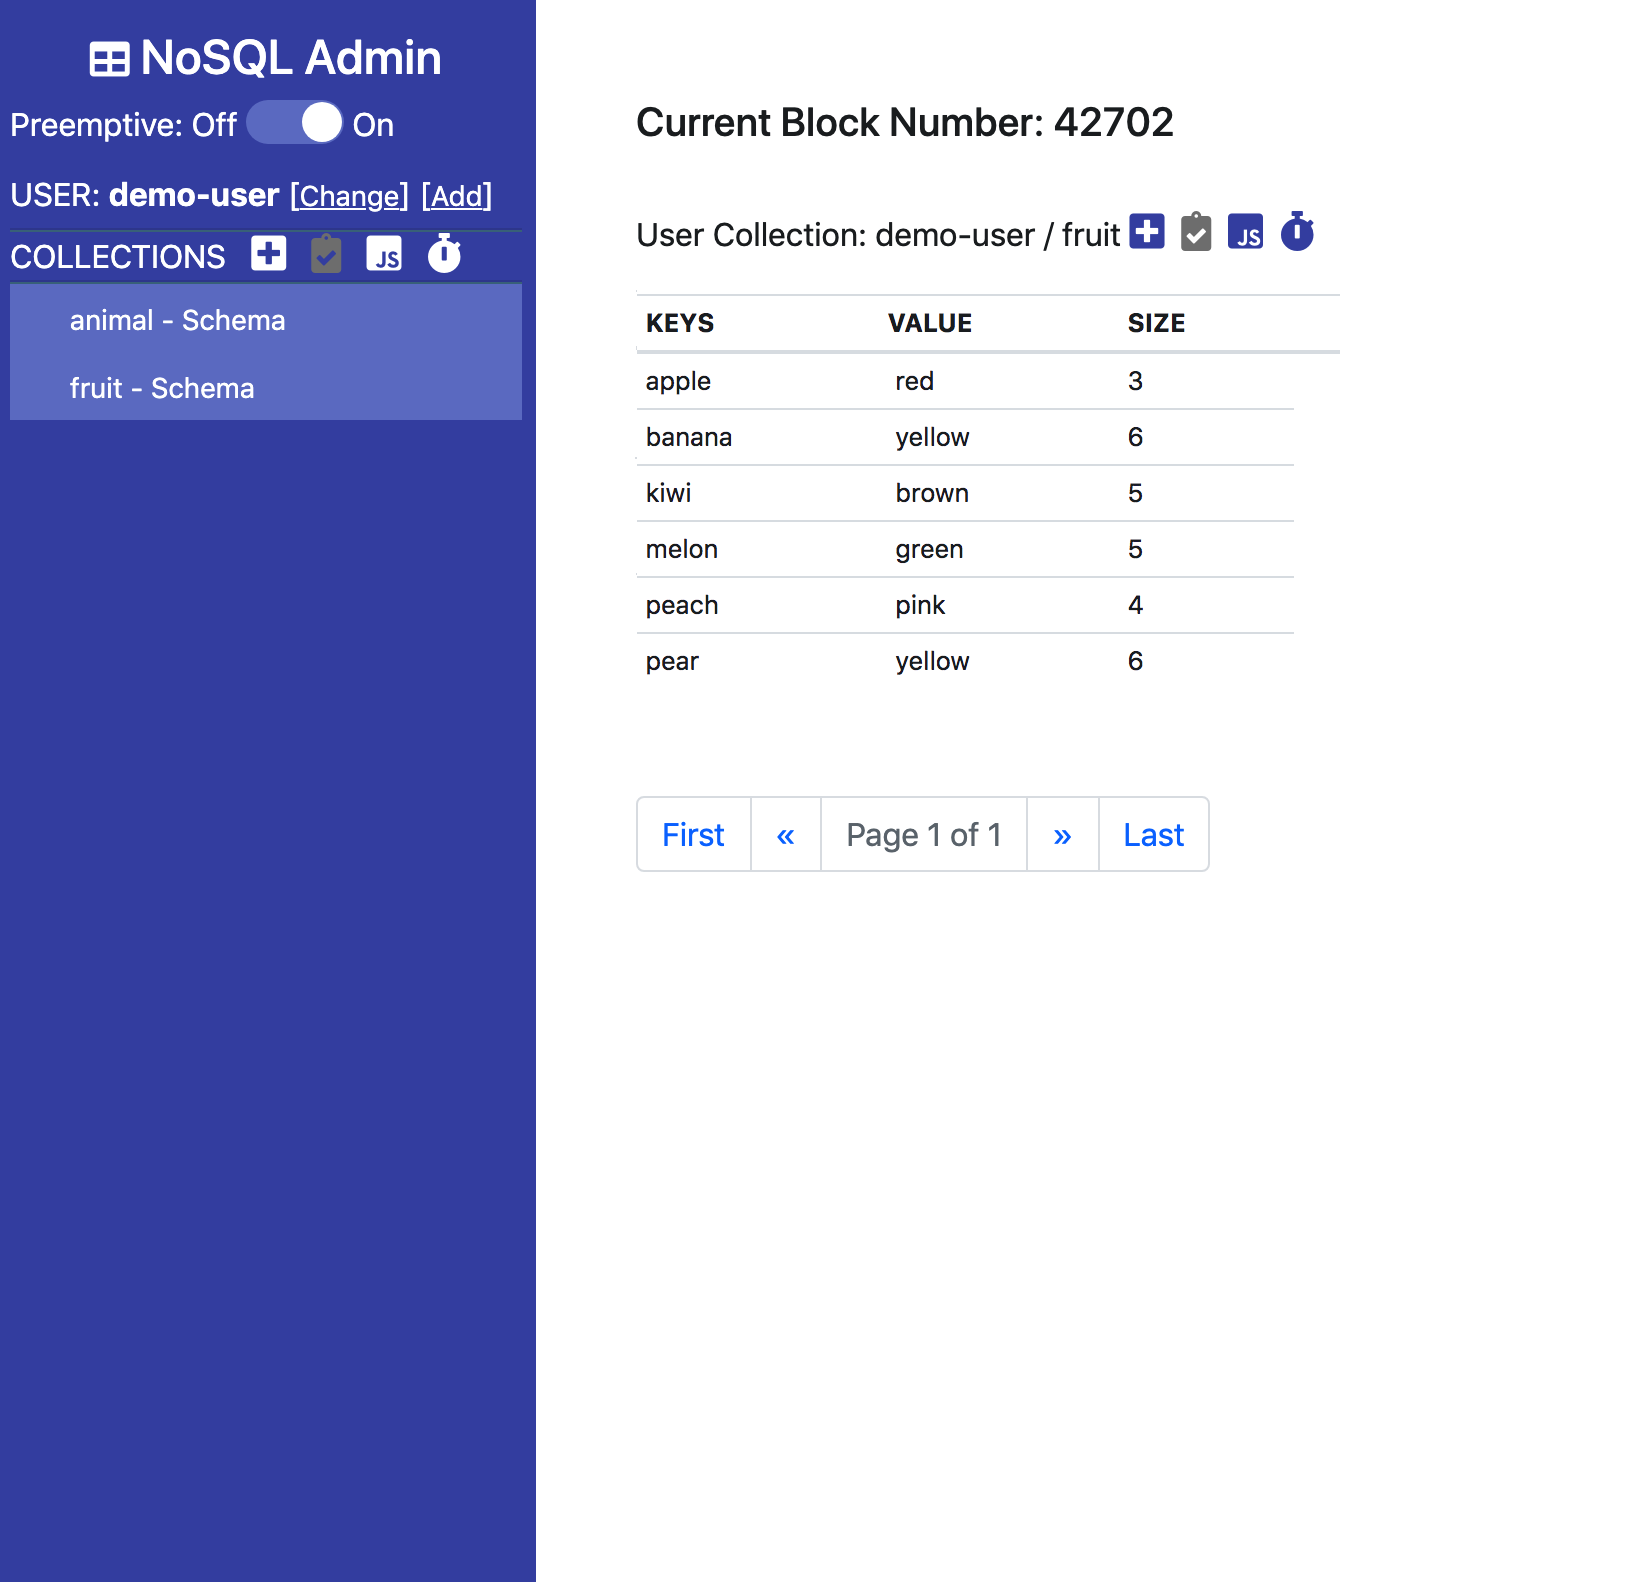 NoSQL Admin
Preemptive: Off On
USER: demo-user [Change] [Add]
COLLECTIONS JS
animal - Schema
fruit - Schema
Current Block Number: 42702
User Collection: demo-user / fruit JS
KEYS VALUE SIZE
apple red 3
banana yellow 6
kiwi brown 5
melon green 5
peach pink 4
pear yellow 6
First « Page 1 of 1 » Last